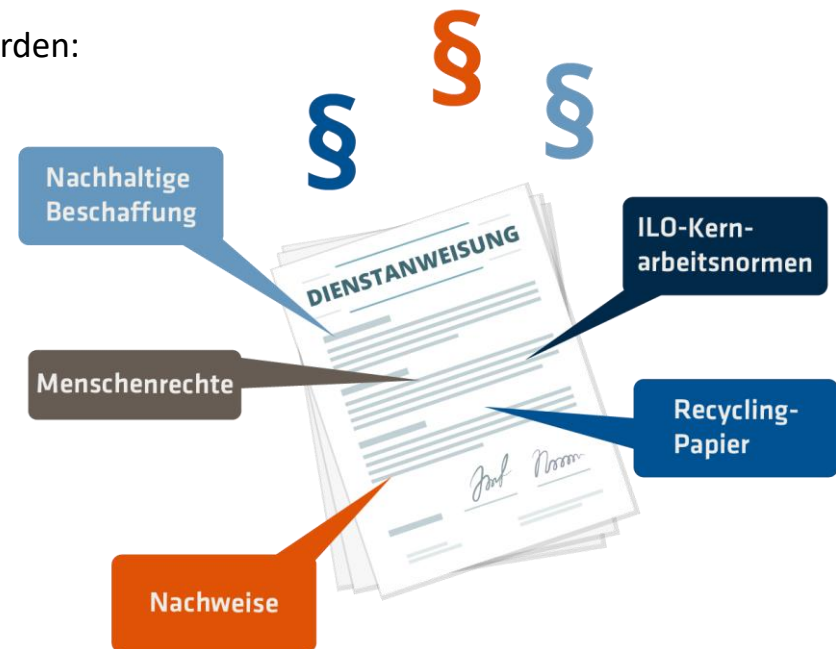 rden:
§
§
§
Nachhaltige
Beschaffung
DIENSTANWEISUNG
ILO-Kern-
arbeitsnormen
Menschenrechte
Recycling-
Papier
Nachweise